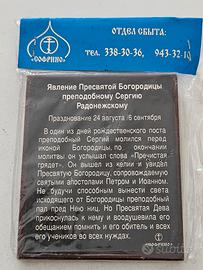 СОФРИНО
ОТДЕЛ СБЫТА:
тел. 338-30-36, 943-32-10
Явление Пресвятой Богородицы
преподобному Сергию
Радонежскому
Празднование 24 августа /6 сентября
В один из дней рождественского поста
преподобный Сергий молился перед
иконой Богородицы, по окончании
молитвы он услышал слова «Пречистая
грядет». Он вышел из келии и увидел
Пресвятую Богородицу, сопровождаемую
святыми апостолами Петром и Иоанном.
Не будучи способным вынести света
исходящего от Богородицы преподобный
пал пред Нею ниц. Но Пресвятая Дева
прикоснулась к нему и воодушевила его
обещанием помнить и его обитель и всех
его учеников во всех нуждах.
СОФРИНО
subito